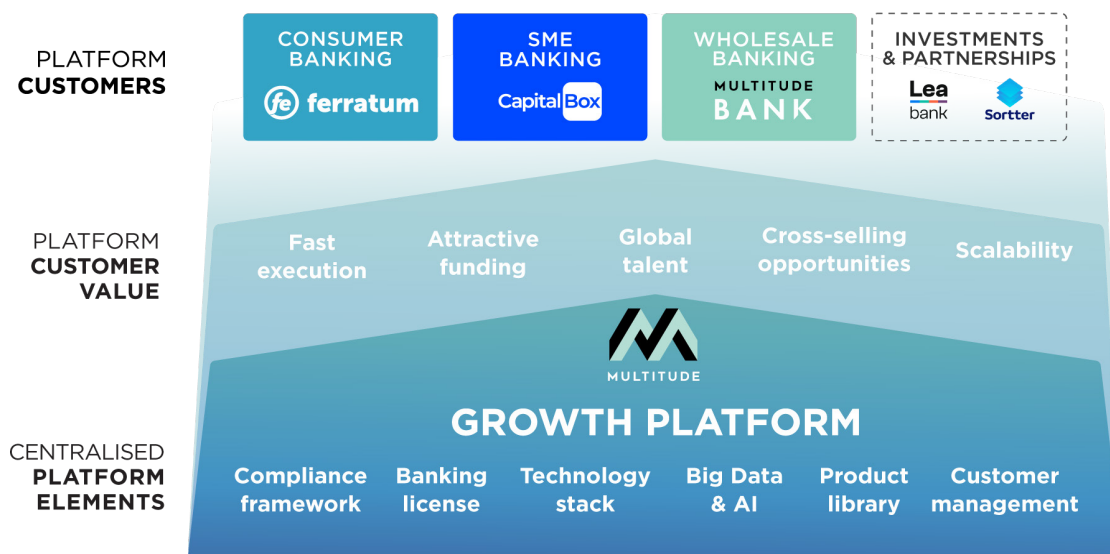 PLATFORM
CUSTOMERS
CONSUMER
BANKING
fe ferratum
SME
BANKING
Capital Box
WHOLESALE
BANKING
MULTITUDE
BANK
INVESTMENTS
& PARTNERSHIPS
Lea
bank
Sortter
PLATFORM
CUSTOMER
VALUE
Fast
execution
Attractive
funding
Global
talent
Cross-selling
opportunities
Scalability
MULTITUDE
GROWTH PLATFORM
CENTRALISED
PLATFORM
ELEMENTS
Compliance
framework
Banking
license
Technology
stack
Big Data
& AI
Product
library
Customer
management